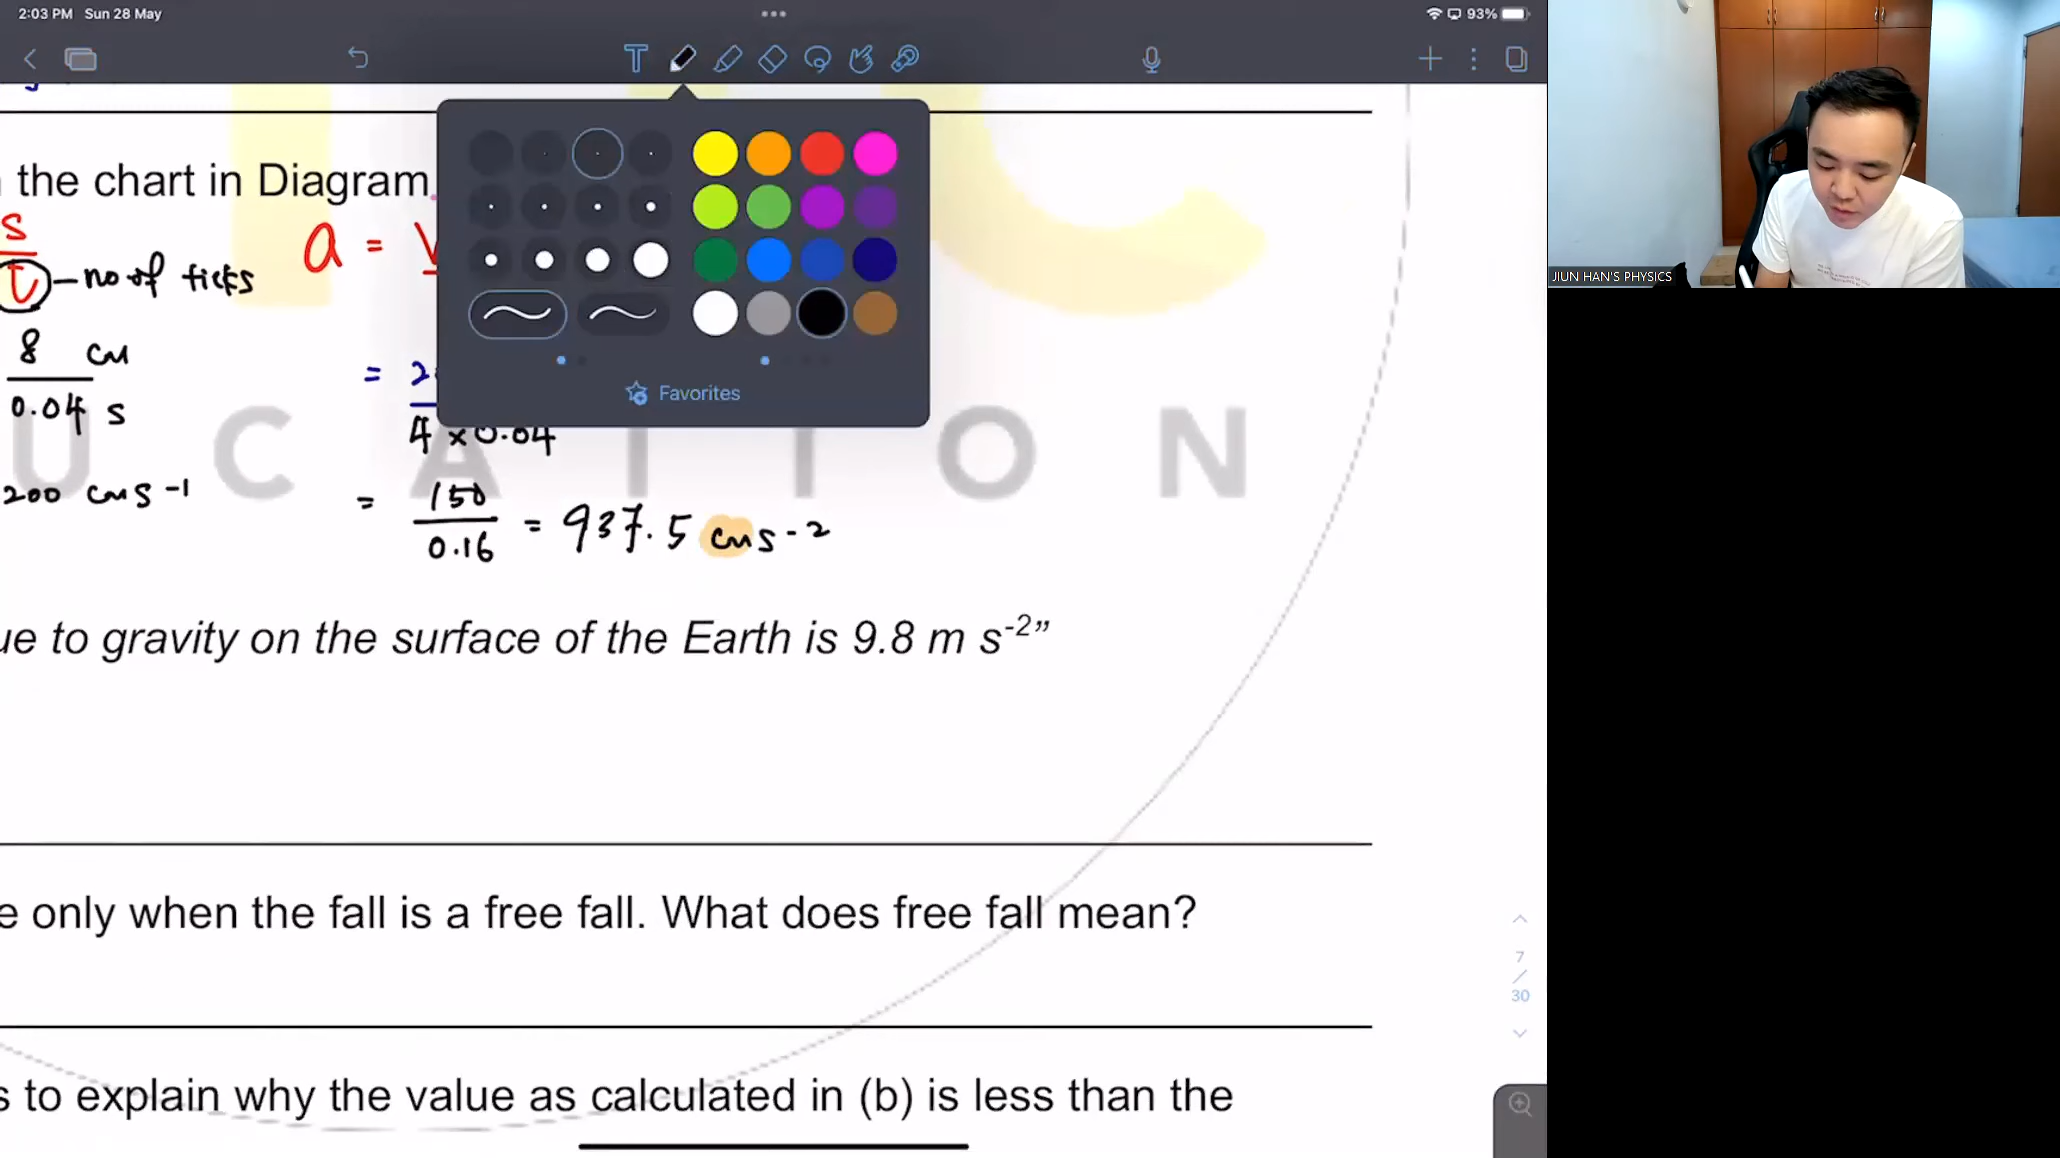 2:03 PM Sun 28 May
93%
the chart in Diagram
s
t
no of ticks
a = v
8 cm
0.04 s
= 2
4 x 0.04
200 cm s -1
= 150
0.16
= 937.5 cm s -2
Favorites
U C A T I O N
ue to gravity on the surface of the Earth is 9.8 m s-2”
e only when the fall is a free fall. What does free fall mean?
s to explain why the value as calculated in (b) is less than the
7
/
30
JIUN HAN'S PHYSICS